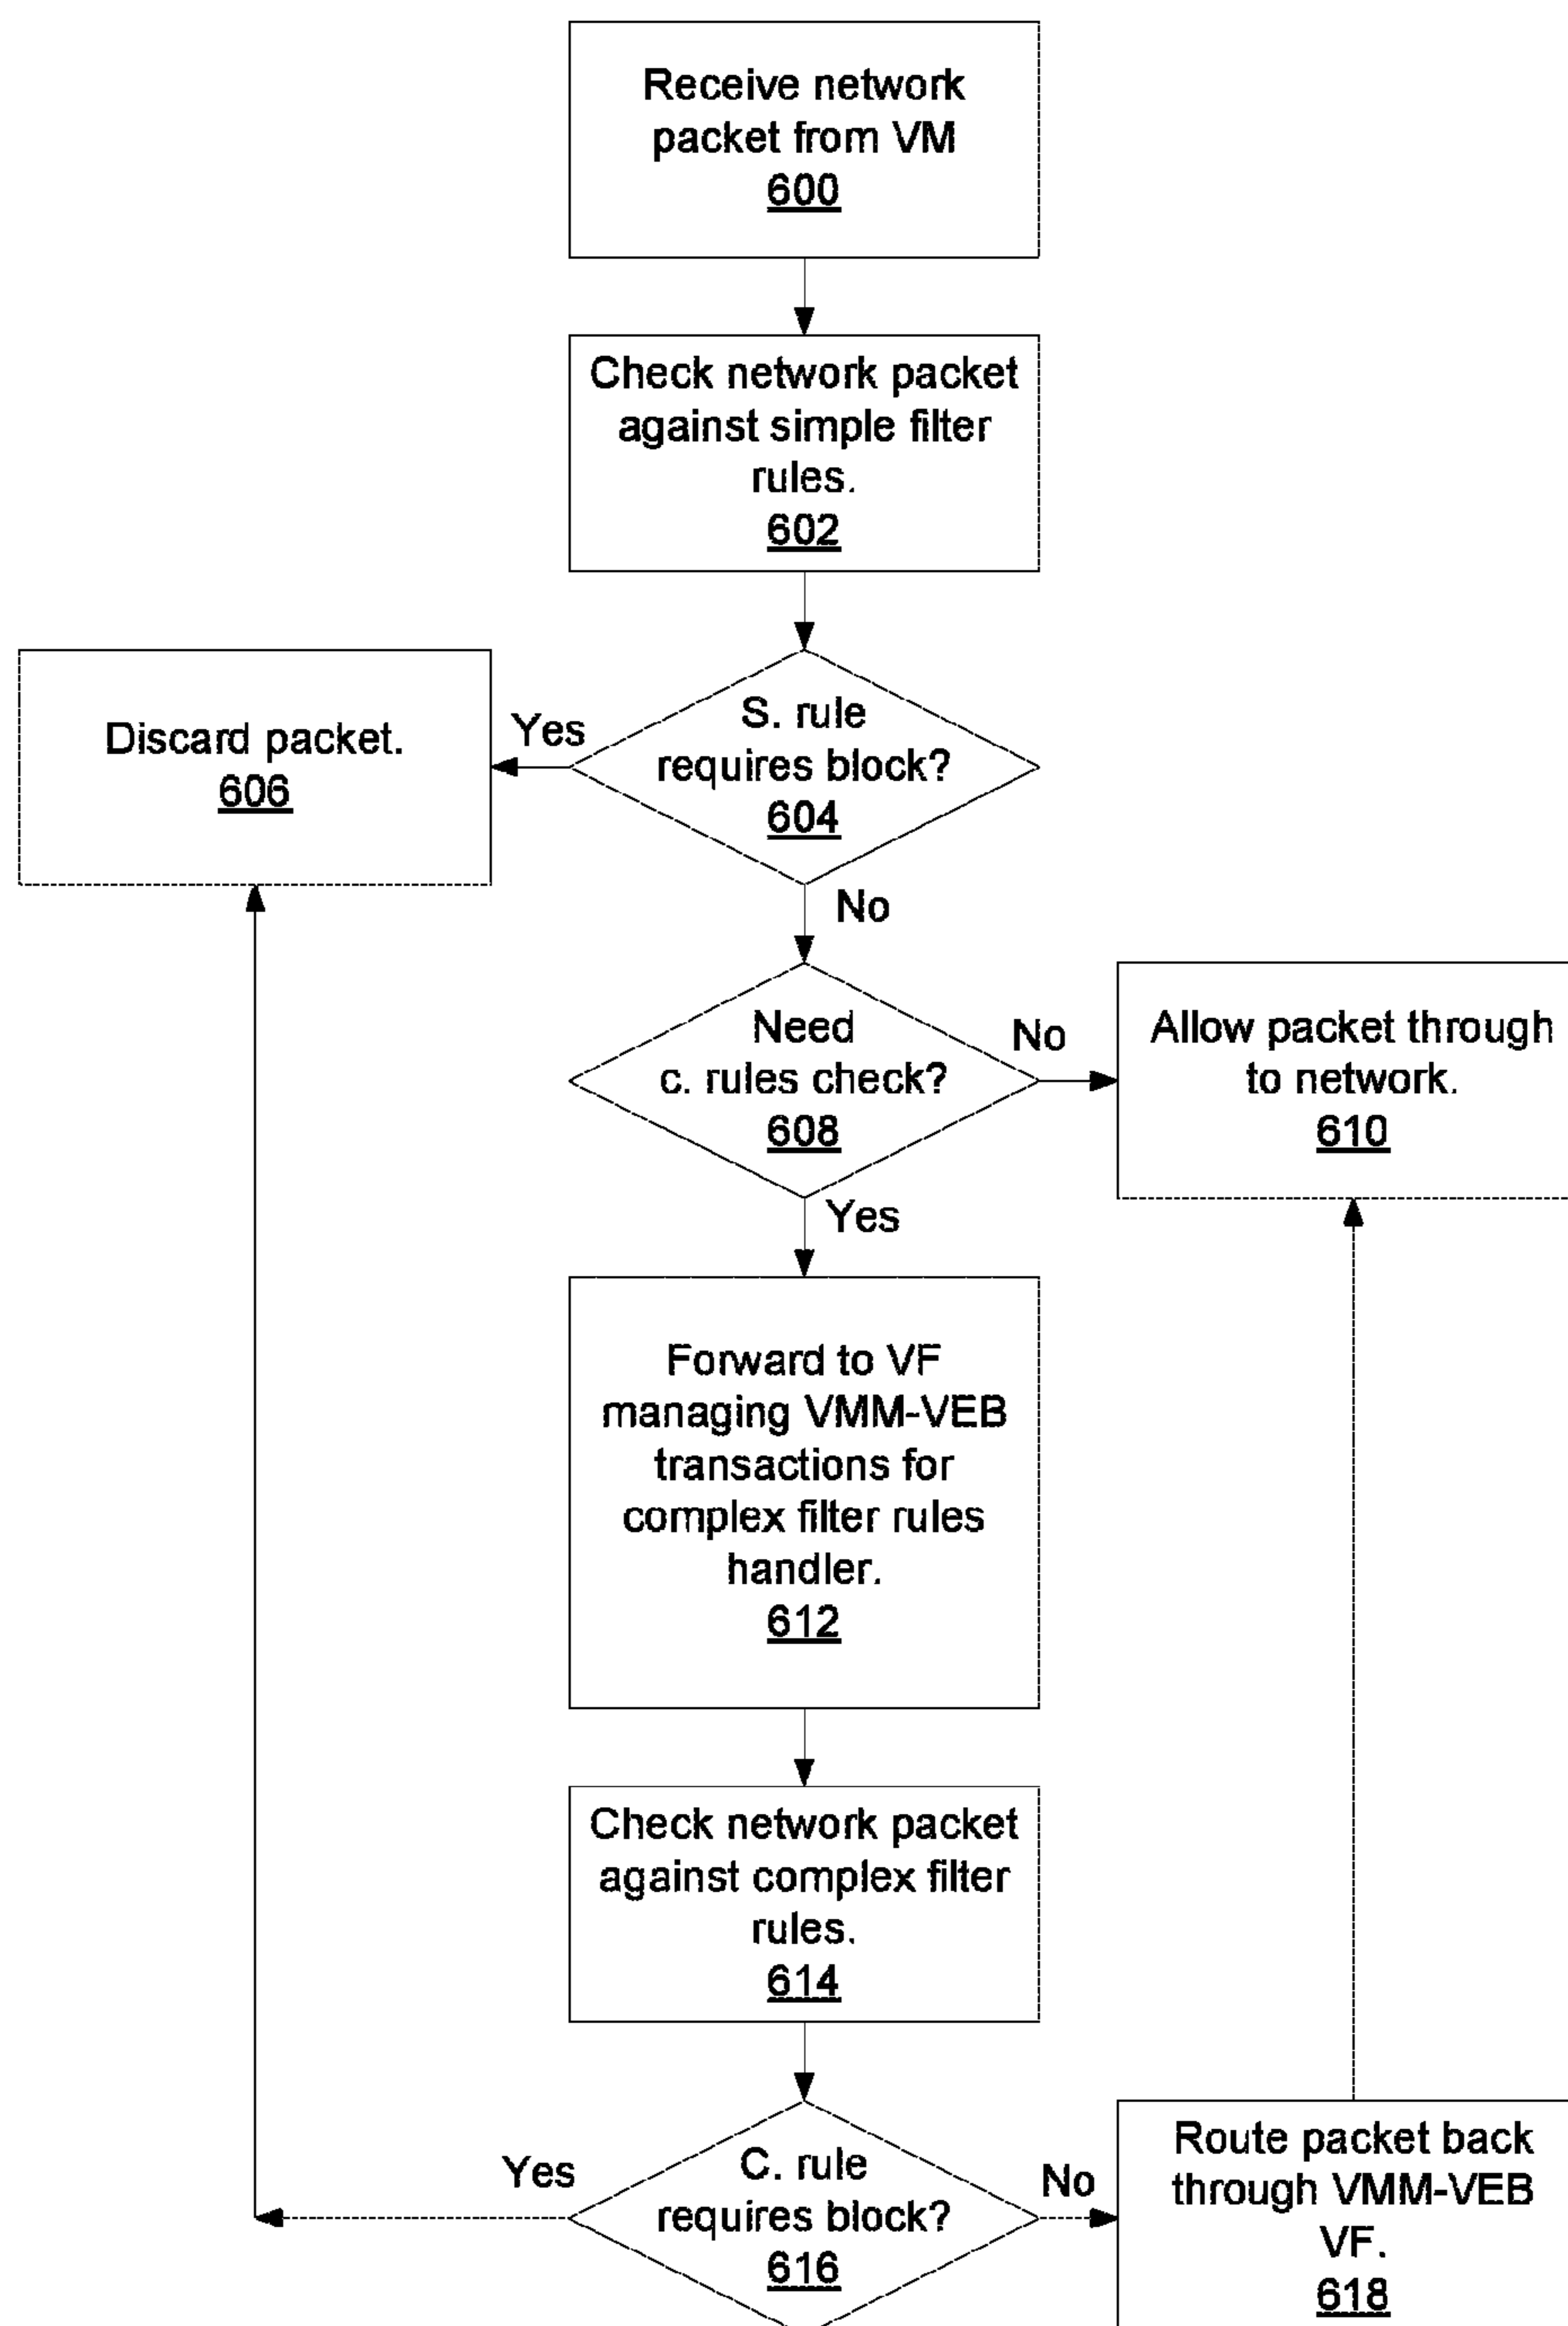 Receive network
packet from VM
600
Check network packet
against simple filter
rules.
602
S. rule
requires block?
604
Yes
Discard packet.
606
No
Need
c. rules check?
608
No
Allow packet through
to network.
610
Yes
Forward to VF
managing VMM-VEB
transactions for
complex filter rules
handler.
612
Check network packet
against complex filter
rules.
614
C. rule
requires block?
616
Yes
No
Route packet back
through VMM-VEB
VF.
618